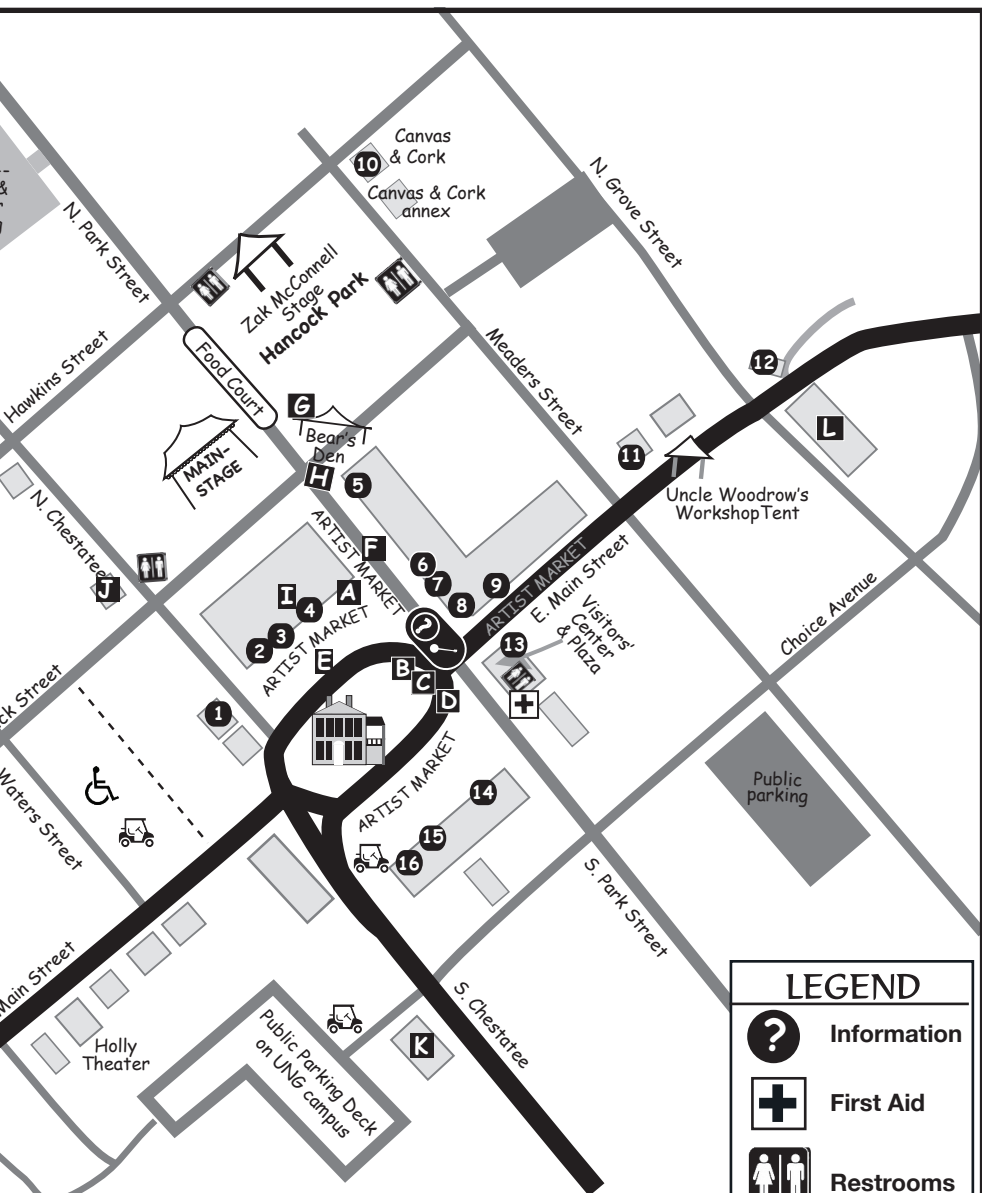 Canvas
& Cork
10
Canvas & Cork
annex
N. Grove Street
&
N. Park Street
Zak McConnell
Stage
Hancock Park
Hawkins Street
Food Court
Meaders Street
12
L
G
Bear's
Den
H
5
MAIN-
STAGE
11
Uncle Woodrow's
WorkshopTent
N. Chestatee
J
ARTIST MARKET
F
6
7
8
9
ARTIST MARKET
E. Main Street
I
A
4
3
2
ARTIST MARKET
E
?
B
C
D
13
Visitors'
Center
& Plaza
Choice Avenue
ck Street
1
Waters Street
ARTIST MARKET
14
15
16
Public
parking
S. Park Street
Main Street
Holly
Theater
Public Parking Deck
on UNG campus
K
S. Chestatee
LEGEND
? Information
First Aid
Restrooms